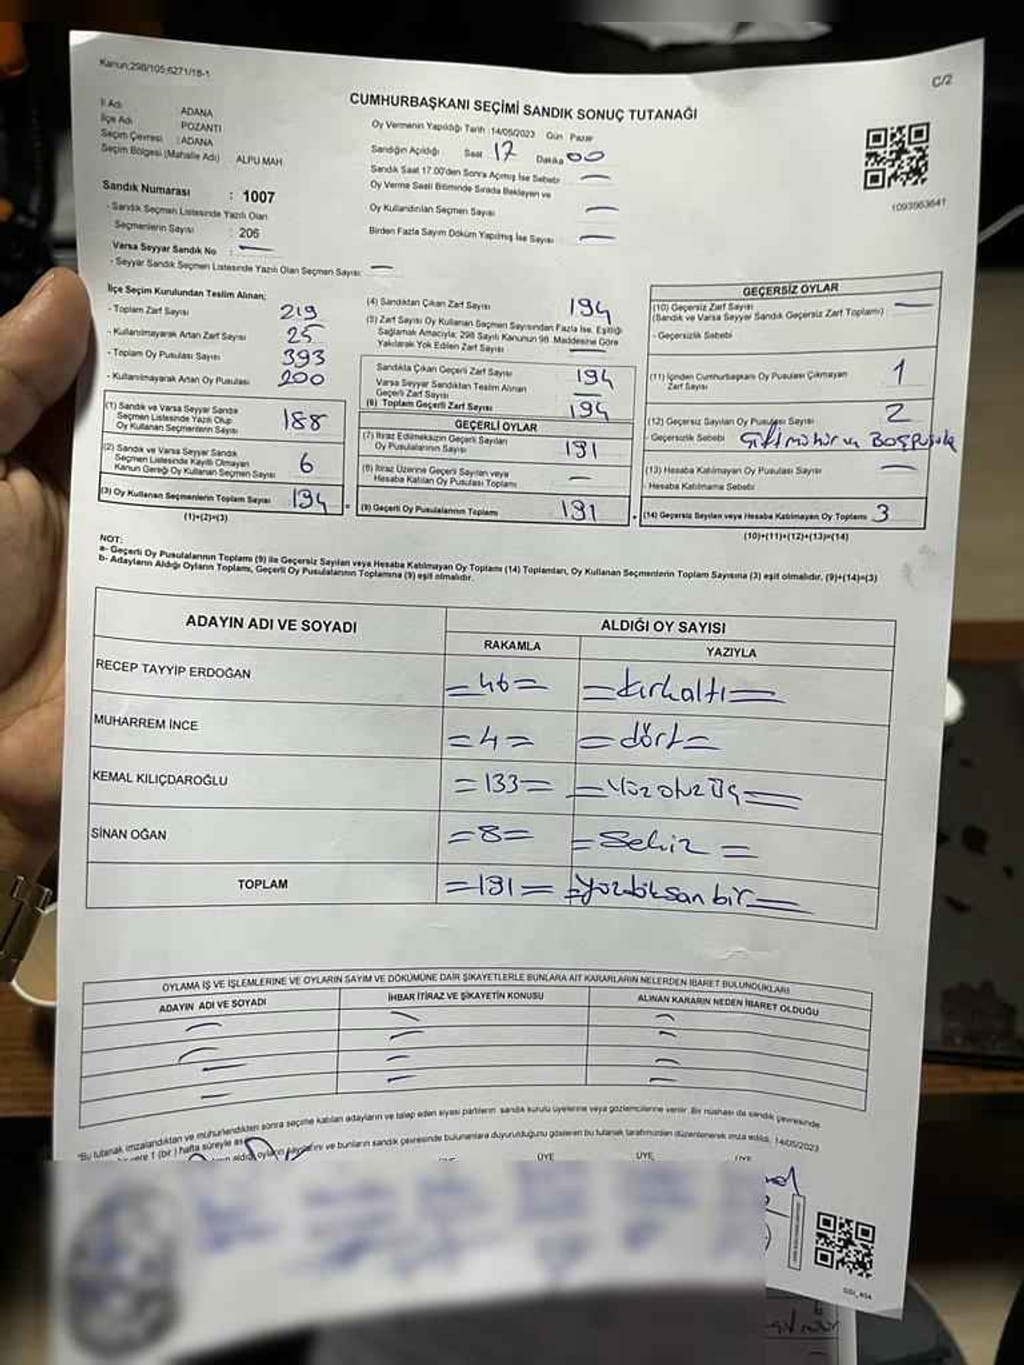 Kanun;298/105;6271/18-1
C/2
CUMHURBAŞKANI SEÇİMİ SANDIK SONUÇ TUTANAĞI
İl Adı ADANA
İlçe Adı POZANTI
Seçim Çevresi : ADANA
Seçim Bölgesi (Mahalle Adı) ALPU MAH
Sandık Numarası : 1007
- Sandık Seçmen Listesinde Yazılı Olan
Seçmenlerin Sayısı : 206
Varsa Seyyar Sandık No : —
- Seyyar Sandık Seçmen Listesinde Yazılı Olan Seçmen Sayısı: —
Oy Vermenin Yapıldığı Tarih :14/05/2023 Gün Pazar
Sandığın Açıldığı Saat 17 Dakika 00
Sandık Saat 17.00'den Sonra Açmış İse Sebebi —
Oy Verme Saati Bitiminde Sırada Bekleyen ve
Oy Kullandırılan Seçmen Sayısı —
Birden Fazla Sayım Döküm Yapılmış İse Sayısı —
1093963641
İlçe Seçim Kurulundan Teslim Alınan;
- Toplam Zarf Sayısı 219
- Kullanılmayarak Artan Zarf Sayısı 25
- Toplam Oy Pusulası Sayısı 393
- Kullanılmayarak Artan Oy Pusulası 200
(1) Sandık ve Varsa Seyyar Sandık
Seçmen Listesinde Yazılı Olup
Oy Kullanan Seçmenlerin Sayısı 188
(2) Sandık ve Varsa Seyyar Sandık
Seçmen Listesinde Kayıtlı Olmayan
Kanun Gereği Oy Kullanan Seçmen Sayısı 6
(3) Oy Kullanan Seçmenlerin Toplam Sayısı 194
(1)+(2)=(3)
(4) Sandıktan Çıkan Zarf Sayısı 194
(5) Zarf Sayısı Oy Kullanan Seçmen Sayısından Fazla İse, Eşitliği
Sağlamak Amacıyla; 298 Sayılı Kanunun 98. Maddesine Göre
Yakılarak Yok Edilen Zarf Sayısı —
Sandıkta Çıkan Geçerli Zarf Sayısı 194
Varsa Seyyar Sandıktan Teslim Alınan
Geçerli Zarf Sayısı —
(6) Toplam Geçerli Zarf Sayısı 194
GEÇERLİ OYLAR
(7) İtiraz Edilmeksizin Geçerli Sayılan
Oy Pusulalarının Sayısı 191
(8) İtiraz Üzerine Geçerli Sayılan veya
Hesaba Katılan Oy Pusulası Toplamı —
(9) Geçerli Oy Pusulalarının Toplamı 191
GEÇERSİZ OYLAR
(10) Geçersiz Zarf Sayısı —
(Sandık ve Varsa Seyyar Sandık Geçersiz Zarf Toplamı)
- Geçersizlik Sebebi
(11) İçinden Cumhurbaşkanı Oy Pusulası Çıkmayan
Zarf Sayısı 1
(12) Geçersiz Sayılan Oy Pusulası Sayısı 2
- Geçersizlik Sebebi Çift mühür ve Boş pusula
(13) Hesaba Katılmayan Oy Pusulası Sayısı —
- Hesaba Katılmama Sebebi
(14) Geçersiz Sayılan veya Hesaba Katılmayan Oy Toplamı 3
(10)+(11)+(12)+(13)=(14)
NOT:
a- Geçerli Oy Pusulalarının Toplamı (9) ile Geçersiz Sayılan veya Hesaba Katılmayan Oy Toplamı (14) Toplamları, Oy Kullanan Seçmenlerin Toplam Sayısına (3) eşit olmalıdır, (9)+(14)=(3)
b- Adayların Aldığı Oyların Toplamı, Geçerli Oy Pusulalarının Toplamına (9) eşit olmalıdır.
ADAYIN ADI VE SOYADI ALDIĞI OY SAYISI
RAKAMLA YAZIYLA
RECEP TAYYİP ERDOĞAN =46= =Kırkaltı=
MUHARREM İNCE =4= =dört=
KEMAL KILIÇDAROĞLU =133= =Yüzotuz Üç=
SİNAN OĞAN =8= =Sekiz=
TOPLAM =191= =Yüzdoksan bir=
OYLAMA İŞ VE İŞLEMLERİNE VE OYLARIN SAYIM VE DÖKÜMÜNE DAİR ŞİKAYETLERLE BUNLARA AİT KARARLARIN NELERDEN İBARET BULUNDUKLARI
ADAYIN ADI VE SOYADI İHBAR İTİRAZ VE ŞİKAYETİN KONUSU ALINAN KARARIN NEDEN İBARET OLDUĞU
"Bu tutanak imzalandıktan ve mühürlendikten sonra seçime katılan adayların ve talep eden siyasi partilerin sandık kurulu üyelerine veya gözlemcilerine verilir. Bir nüshası da sandık çevresinde
1 (bir) hafta süreyle oyların ve bunların sandık çevresinde bulunanlara duyurulduğunu gösteren bu tutanak tarafımızdan düzenlenerek imza edildi. 14/05/2023
ÜYE ÜYE ÜYE ÜYE